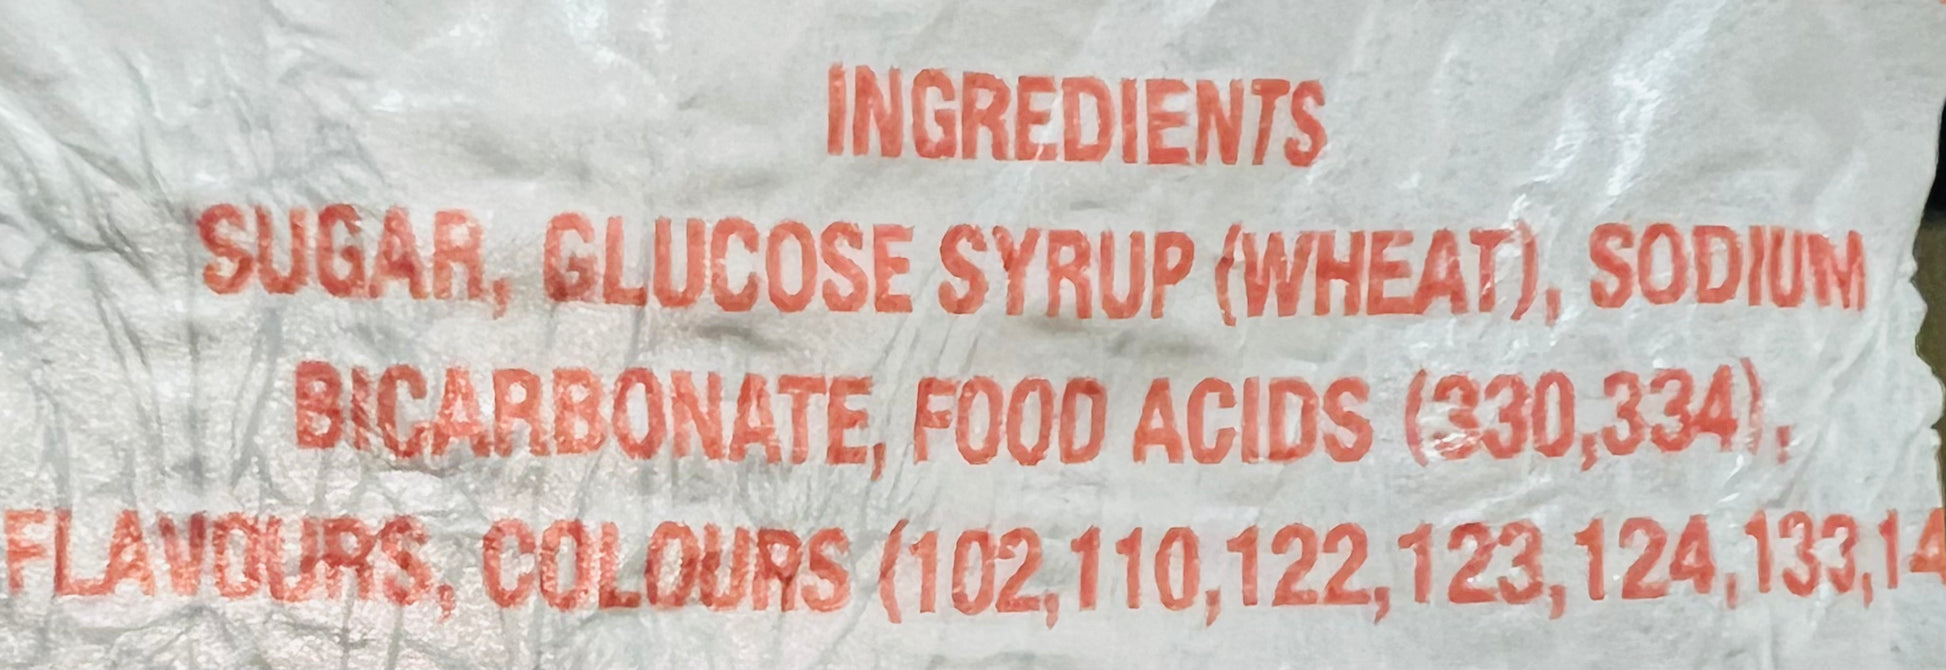 INGREDIENTS
SUGAR, GLUCOSE SYRUP (WHEAT), SODIUM
BICARBONATE, FOOD ACIDS (330,334),
FLAVOURS, COLOURS (102,110,122,123,124,133,14